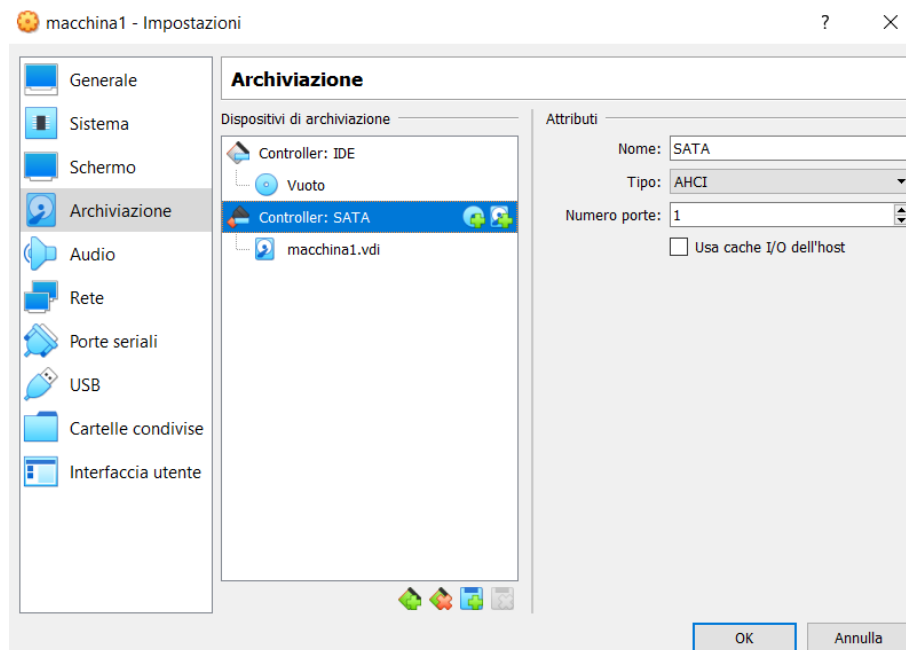 macchina1 - Impostazioni
?
Generale
Sistema
Schermo
Archiviazione
Audio
Rete
Porte seriali
USB
Cartelle condivise
Interfaccia utente
Archiviazione
Dispositivi di archiviazione
Controller: IDE
Vuoto
Controller: SATA
macchina1.vdi
Attributi
Nome: SATA
Tipo: AHCI
Numero porte: 1
Usa cache I/O dell'host
OK
Annulla